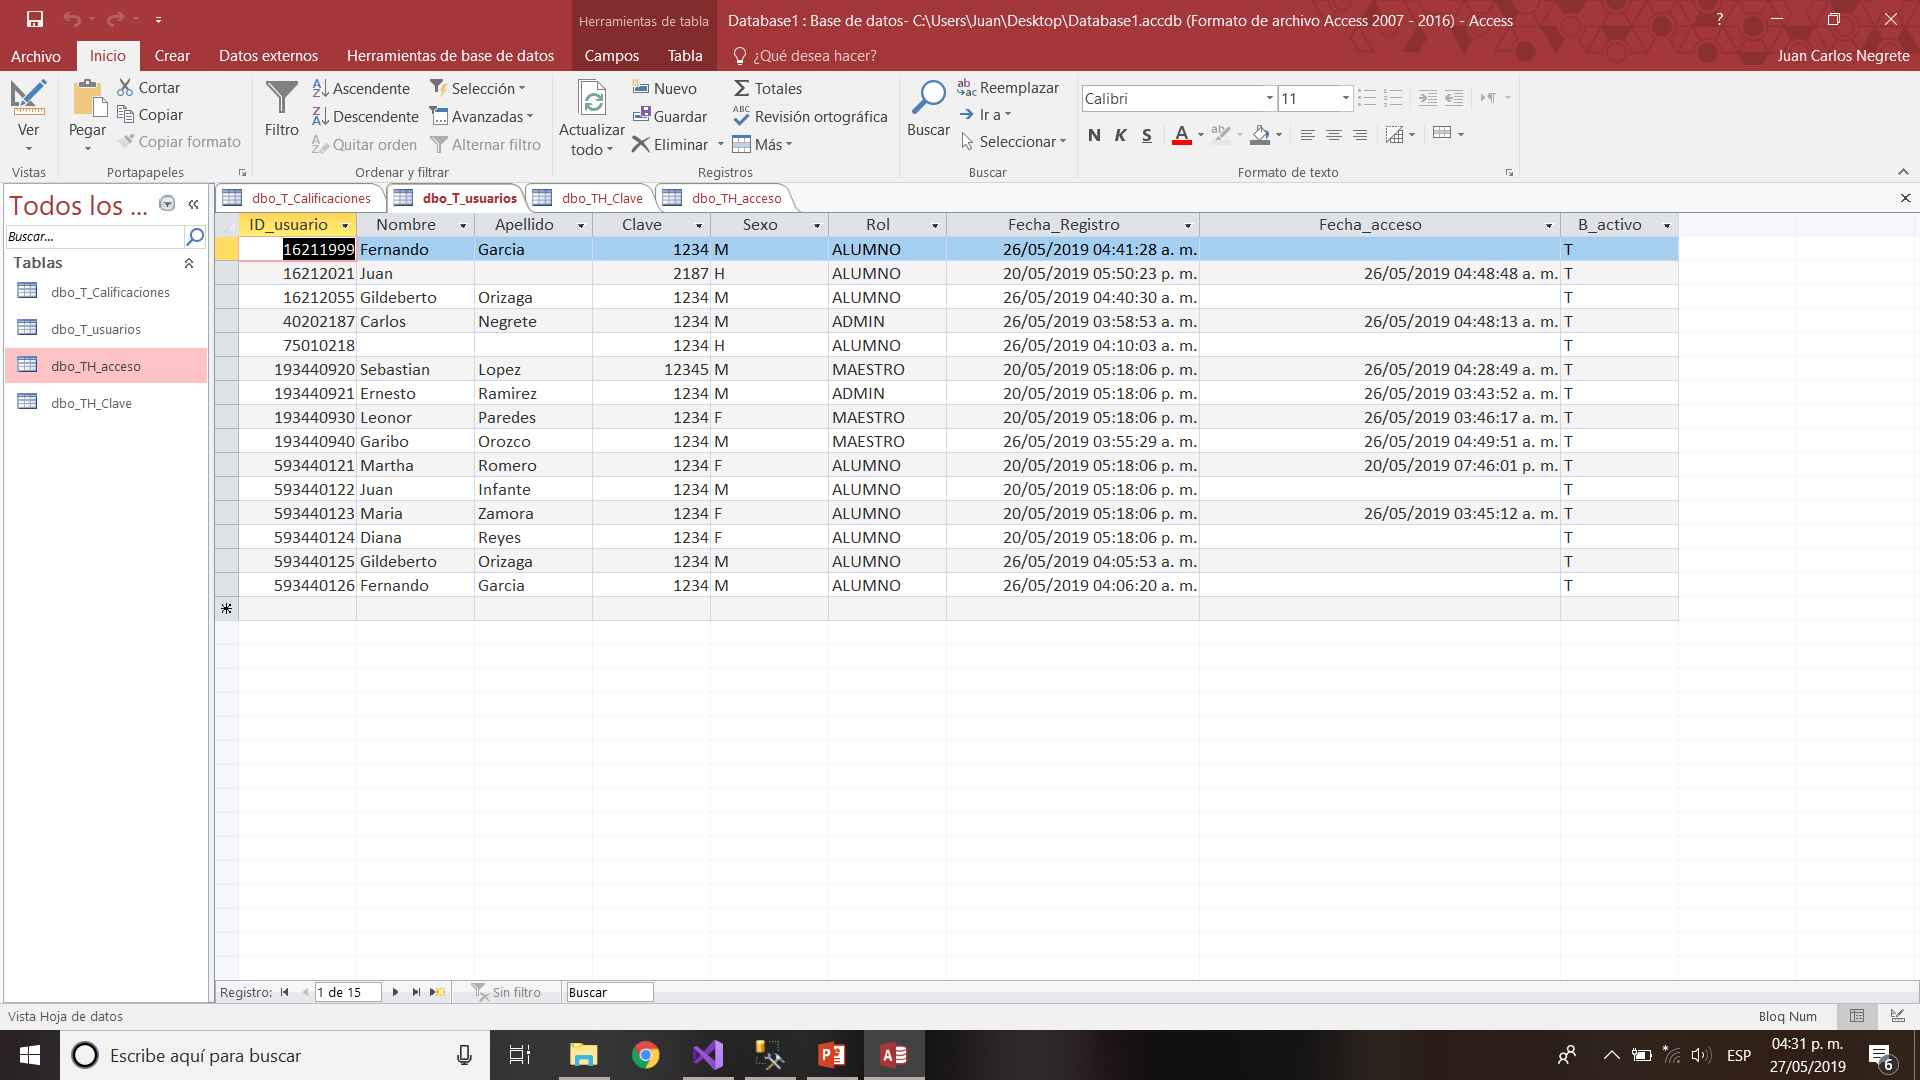 Herramientas de tabla
Database1 : Base de datos- C:\Users\Juan\Desktop\Database1.accdb (Formato de archivo Access 2007 - 2016) - Access
?
Archivo Inicio Crear Datos externos Herramientas de base de datos Campos Tabla ¿Qué desea hacer? Juan Carlos Negrete
Ver
Vistas
Pegar
Cortar
Copiar
Copiar formato
Portapapeles
Filtro
Ascendente
Descendente
Quitar orden
Selección
Avanzadas
Alternar filtro
Ordenar y filtrar
Actualizar
todo
Nuevo
Guardar
Eliminar
Totales
Revisión ortográfica
Más
Registros
Buscar
Reemplazar
Ir a
Seleccionar
Buscar
Calibri 11
N K S A
Formato de texto
Todos los ...
Buscar...
Tablas
dbo_T_Calificaciones
dbo_T_usuarios
dbo_TH_acceso
dbo_TH_Clave
dbo_T_Calificaciones dbo_T_usuarios dbo_TH_Clave dbo_TH_acceso
ID_usuario Nombre Apellido Clave Sexo Rol Fecha_Registro Fecha_acceso B_activo
16211999 Fernando Garcia 1234 M ALUMNO 26/05/2019 04:41:28 a. m. T
16212021 Juan 2187 H ALUMNO 20/05/2019 05:50:23 p. m. 26/05/2019 04:48:48 a. m. T
16212055 Gildeberto Orizaga 1234 M ALUMNO 26/05/2019 04:40:30 a. m. T
40202187 Carlos Negrete 1234 M ADMIN 26/05/2019 03:58:53 a. m. 26/05/2019 04:48:13 a. m. T
75010218 1234 H ALUMNO 26/05/2019 04:10:03 a. m. T
193440920 Sebastian Lopez 12345 M MAESTRO 20/05/2019 05:18:06 p. m. 26/05/2019 04:28:49 a. m. T
193440921 Ernesto Ramirez 1234 M ADMIN 20/05/2019 05:18:06 p. m. 26/05/2019 03:43:52 a. m. T
193440930 Leonor Paredes 1234 F MAESTRO 20/05/2019 05:18:06 p. m. 26/05/2019 03:46:17 a. m. T
193440940 Garibo Orozco 1234 M MAESTRO 26/05/2019 03:55:29 a. m. 26/05/2019 04:49:51 a. m. T
593440121 Martha Romero 1234 F ALUMNO 20/05/2019 05:18:06 p. m. 20/05/2019 07:46:01 p. m. T
593440122 Juan Infante 1234 M ALUMNO 20/05/2019 05:18:06 p. m. T
593440123 Maria Zamora 1234 F ALUMNO 20/05/2019 05:18:06 p. m. 26/05/2019 03:45:12 a. m. T
593440124 Diana Reyes 1234 F ALUMNO 20/05/2019 05:18:06 p. m. T
593440125 Gildeberto Orizaga 1234 M ALUMNO 26/05/2019 04:05:53 a. m. T
593440126 Fernando Garcia 1234 M ALUMNO 26/05/2019 04:06:20 a. m. T
Registro: 1 de 15 Sin filtro Buscar
Vista Hoja de datos Bloq Num
Escribe aquí para buscar
ESP
04:31 p. m.
27/05/2019
6